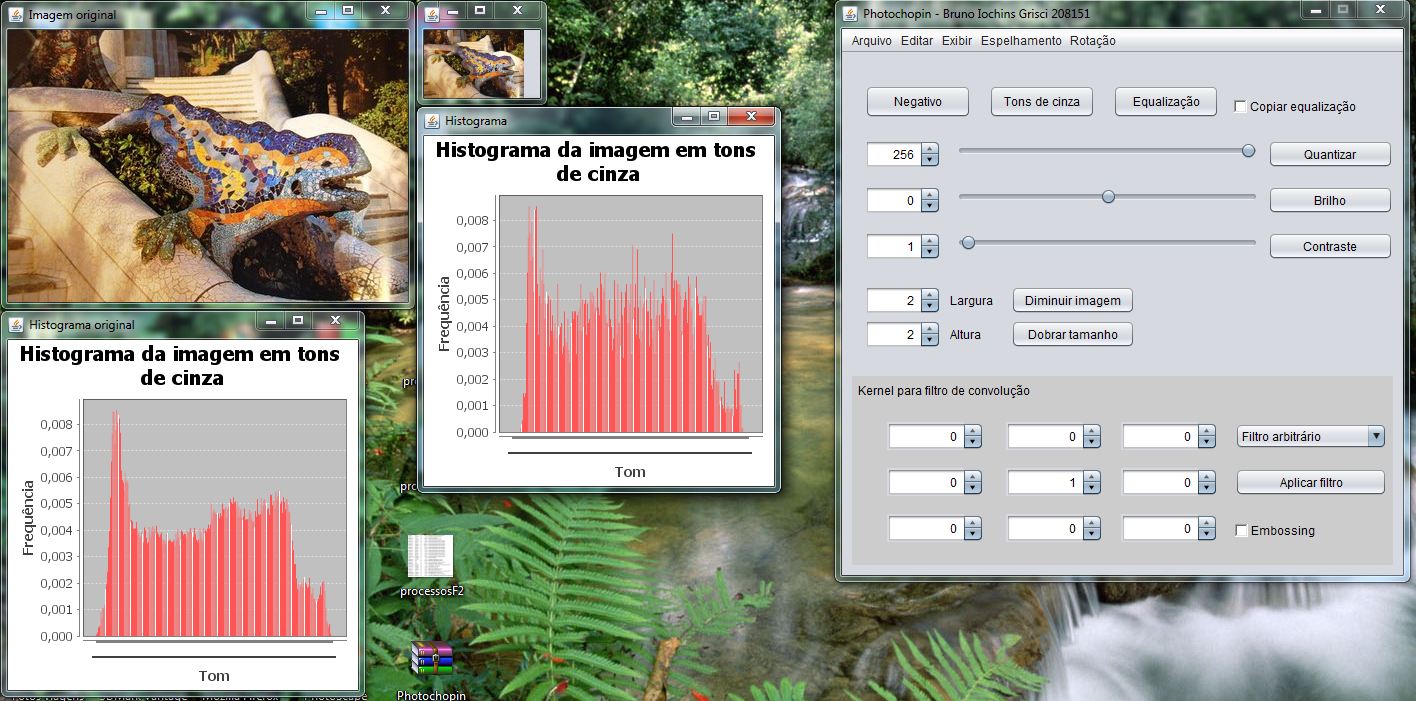 Imagem original
Histograma original
Histograma da imagem em tons
de cinza
0,008
0,007
0,006
0,005
0,004
0,003
0,002
0,001
0,000
Frequência
Tom
Histograma
Histograma da imagem em tons
de cinza
0,008
0,007
0,006
0,005
0,004
0,003
0,002
0,001
0,000
Frequência
Tom
processosF2
Photochopin
Photochopin - Bruno Iochins Grisci 208151
Arquivo Editar Exibir Espelhamento Rotação
Negativo Tons de cinza Equalização Copiar equalização
256 Quantizar
0 Brilho
1 Contraste
2 Largura Diminuir imagem
2 Altura Dobrar tamanho
Kernel para filtro de convolução
0 0 0 Filtro arbitrário
0 1 0 Aplicar filtro
0 0 0 Embossing